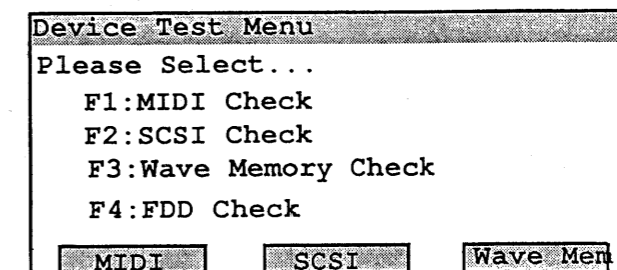 Device Test Menu
Please Select...
F1:MIDI Check
F2:SCSI Check
F3:Wave Memory Check
F4:FDD Check
MIDI SCSI Wave Mem